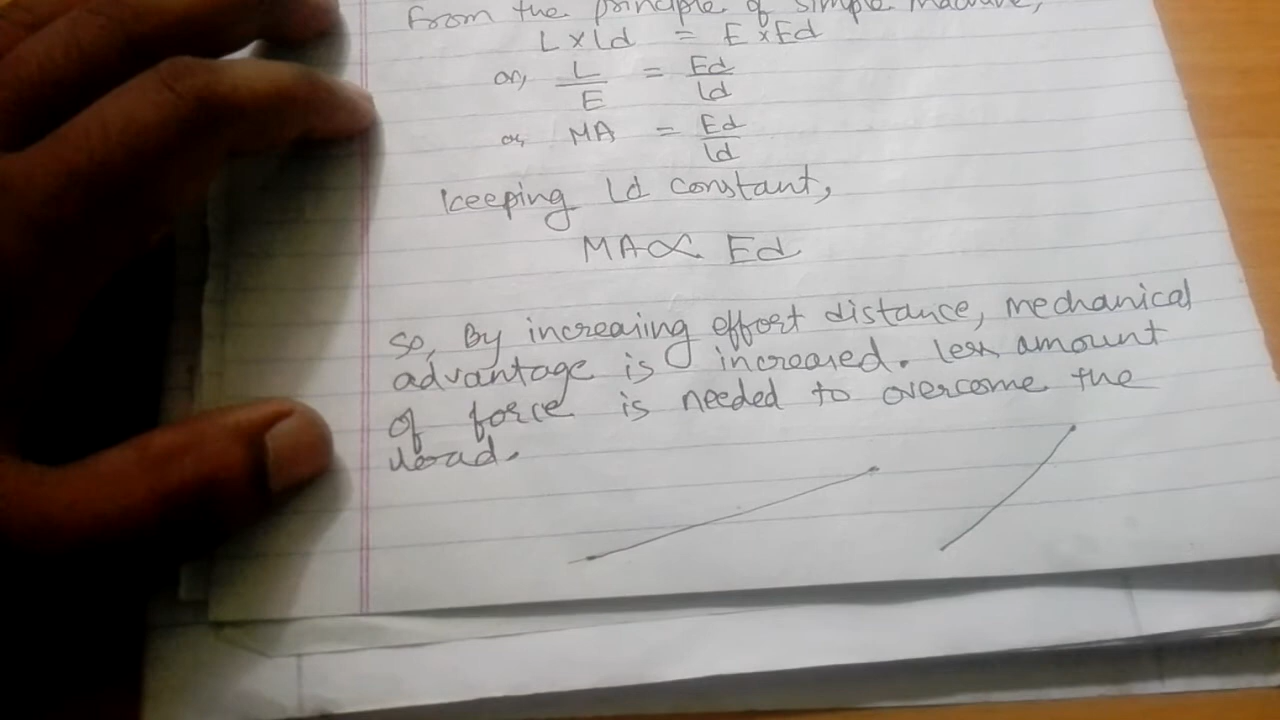 From the principle of simple machine,
L × Ld = E × Ed
or, L/E = Ed/Ld
or, MA = Ed/Ld
keeping Ld constant,
MA ∝ Ed
So, By increasing effort distance, mechanical
advantage is increased. less amount
of force is needed to overcome the
load.